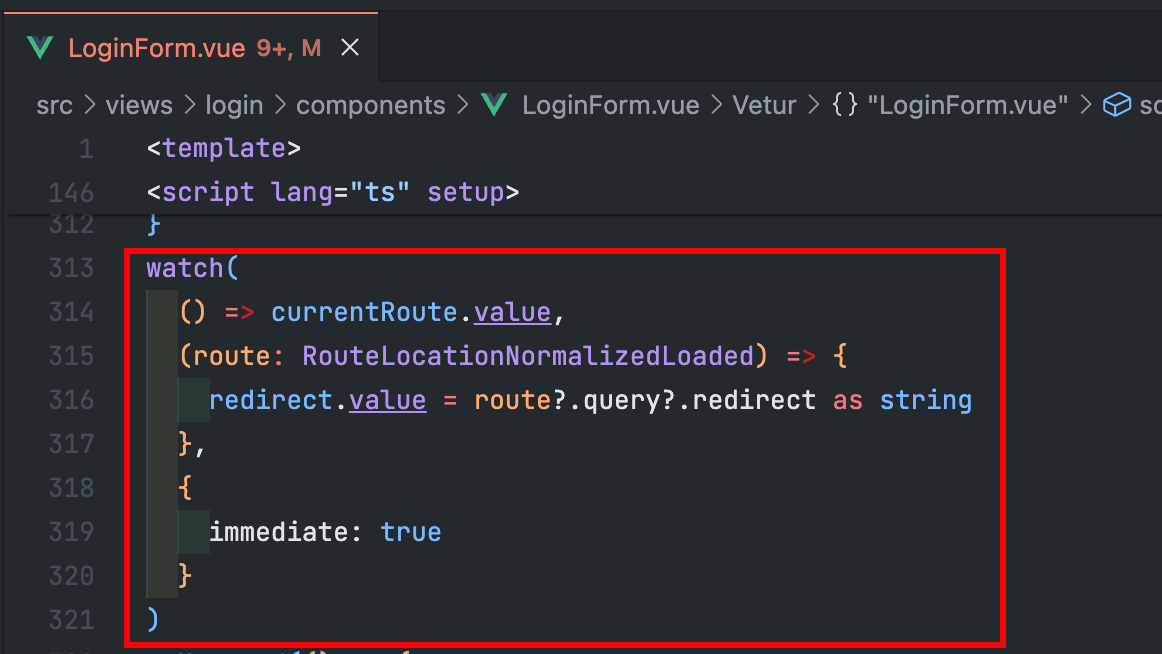 LoginForm.vue 9+, M
src > views > login > components > LoginForm.vue > Vetur > {} "LoginForm.vue" >
1 <template>
146 <script lang="ts" setup>
312 }
313 watch(
314 () => currentRoute.value,
315 (route: RouteLocationNormalizedLoaded) => {
316 redirect.value = route?.query?.redirect as string
317 },
318 {
319 immediate: true
320 }
321 )